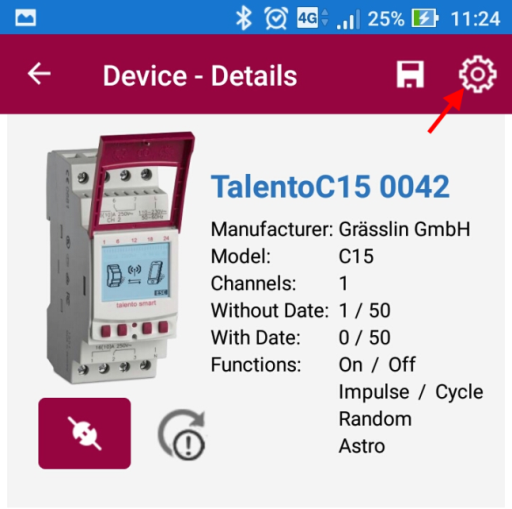 4G 25% 11:24
Device - Details
TalentoC15 0042
Manufacturer: Grässlin GmbH
Model: C15
Channels: 1
Without Date: 1 / 50
With Date: 0 / 50
Functions: On / Off
Impulse / Cycle
Random
Astro
talento smart